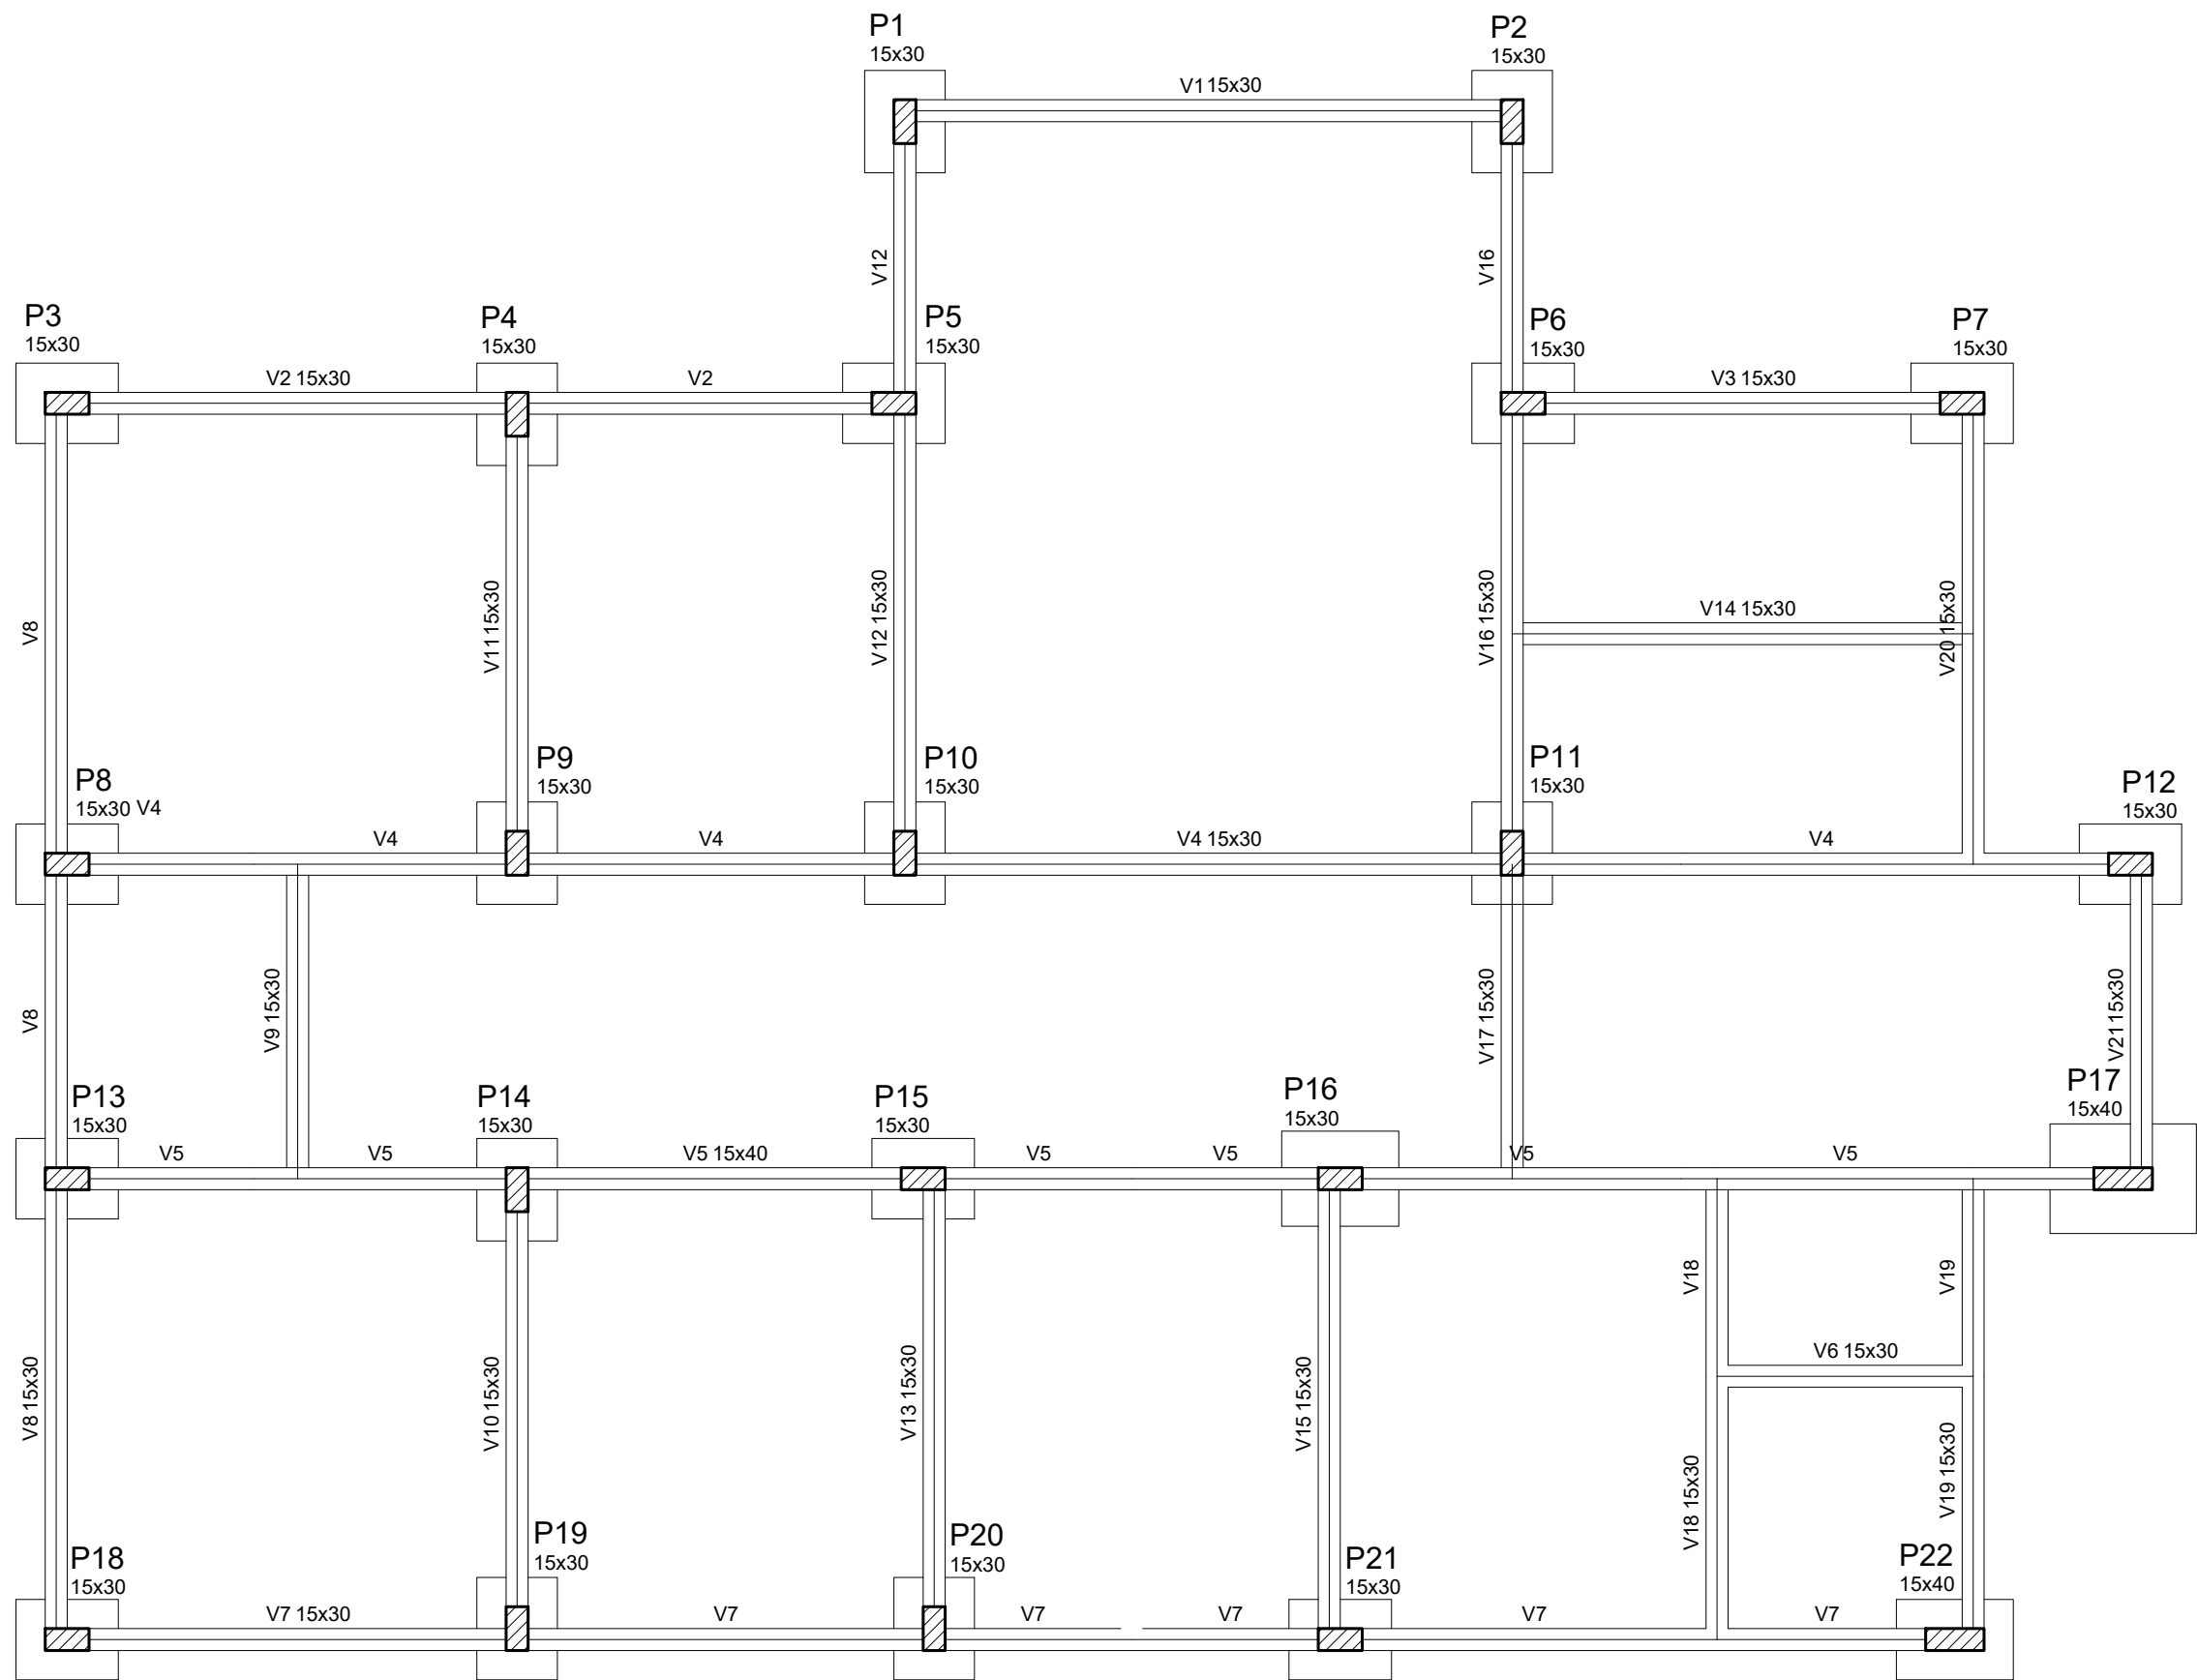 P1
15x30
P2
15x30
V1 15x30
V12
V16
P3
15x30
P4
15x30
P5
15x30
P6
15x30
P7
15x30
V2 15x30
V2
V3 15x30
V8
V11 15x30
V12 15x30
V16 15x30
V14 15x30
V20 15x30
P8
15x30 V4
P9
15x30
P10
15x30
P11
15x30
P12
15x30
V4
V4
V4 15x30
V4
V8
V9 15x30
V17 15x30
V21 15x30
P13
15x30
P14
15x30
P15
15x30
P16
15x30
P17
15x40
V5
V5
V5 15x40
V5
V5
V5
V5
V18
V19
V6 15x30
V8 15x30
V10 15x30
V13 15x30
V15 15x30
V18 15x30
V19 15x30
P18
15x30
P19
15x30
P20
15x30
P21
15x30
P22
15x40
V7 15x30
V7
V7
V7
V7
V7